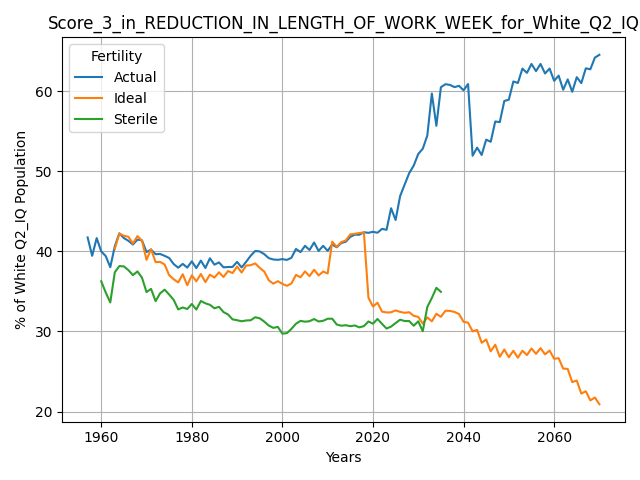 Score_3_in_REDUCTION_IN_LENGTH_OF_WORK_WEEK_for_White_Q2_IQ
Fertility
Actual
Ideal
Sterile
% of White Q2_IQ Population
60
50
40
30
20
1960
1980
2000
2020
2040
2060
Years